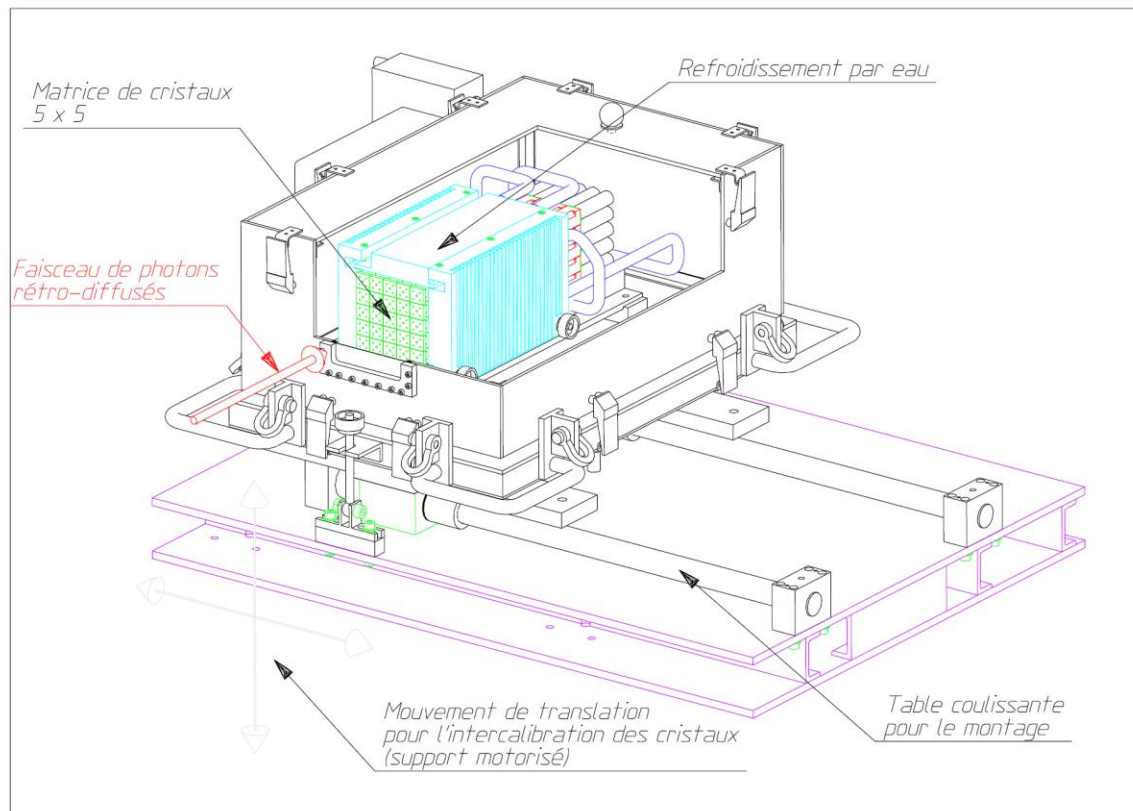 Refroidissement par eau
Matrice de cristaux
5 x 5
Faisceau de photons
rétro-diffusés
Mouvement de translation
pour l'intercalibration des cristaux
(support motorisé)
Table coulissante
pour le montage